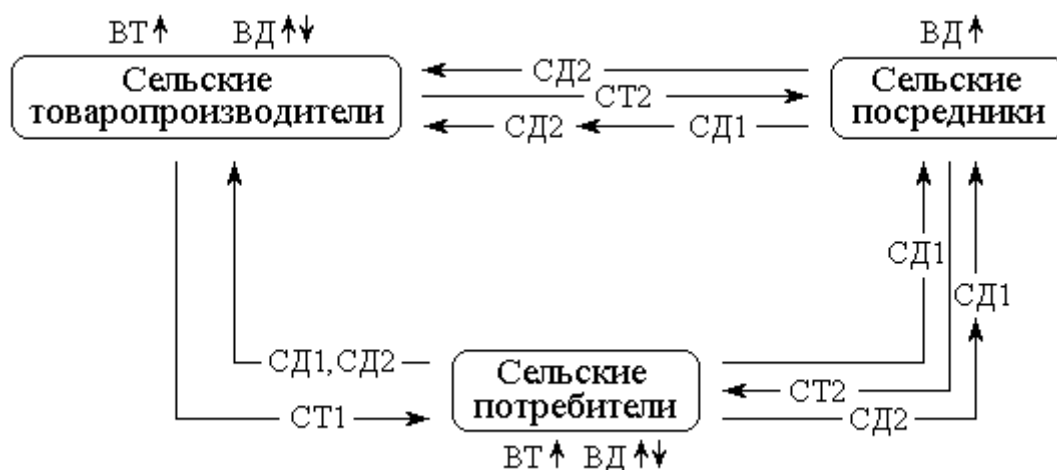 ВТ ВД
ВД
Сельские
товаропроизводители
СД2
СТ2
СД2 СД1
Сельские
посредники
СД1
СД1
СД1,СД2
СТ1
Сельские
потребители
СТ2
СД2
ВТ ВД